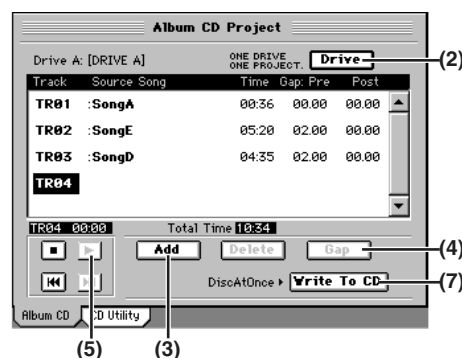 Album CD Project
Drive A: [DRIVE A] ONE DRIVE ONE PROJECT. Drive (2)
Track Source Song Time Gap: Pre Post
TR01 :SongA 00:36 00.00 00.00
TR02 :SongE 05:20 02.00 00.00
TR03 :SongD 04:35 02.00 00.00
TR04
TR04 00:00 Total Time 10:34
Add Delete Gap (4)
DiscAtOnce Write To CD (7)
Album CD CD Utility
(5) (3)